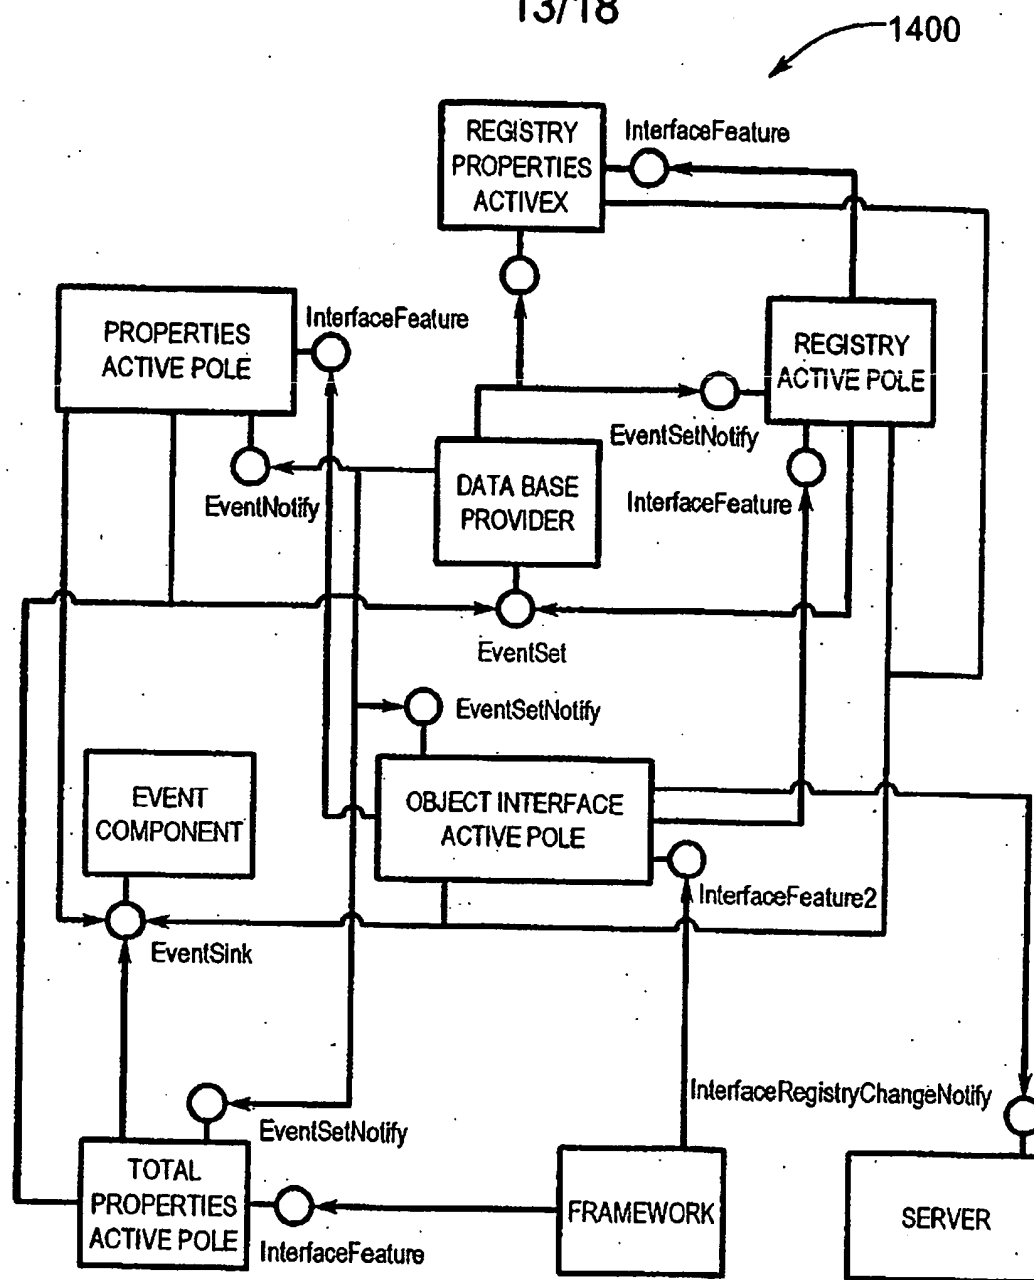 13/18
1400
REGISTRY
PROPERTIES
ACTIVEX
InterfaceFeature
PROPERTIES
ACTIVE POLE
InterfaceFeature
REGISTRY
ACTIVE POLE
EventSetNotify
EventNotify
DATA BASE
PROVIDER
InterfaceFeature
EventSet
EventSetNotify
EVENT
COMPONENT
OBJECT INTERFACE
ACTIVE POLE
InterfaceFeature2
EventSink
InterfaceRegistryChangeNotify
EventSetNotify
TOTAL
PROPERTIES
ACTIVE POLE
FRAMEWORK
SERVER
InterfaceFeature